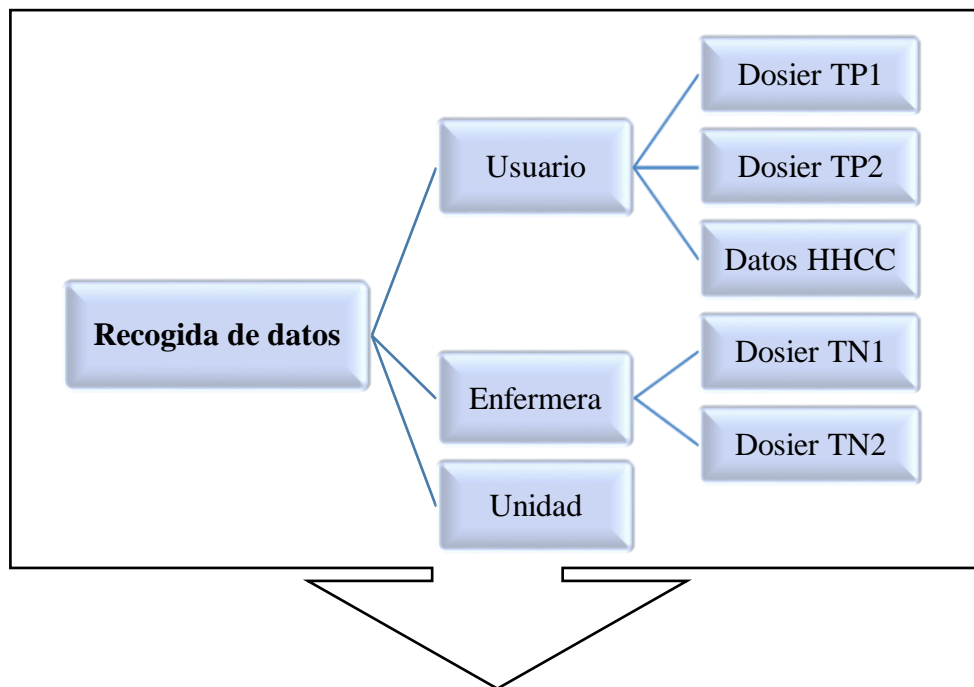 Recogida de datos
Usuario
Dosier TP1
Dosier TP2
Datos HHCC
Enfermera
Dosier TN1
Dosier TN2
Unidad